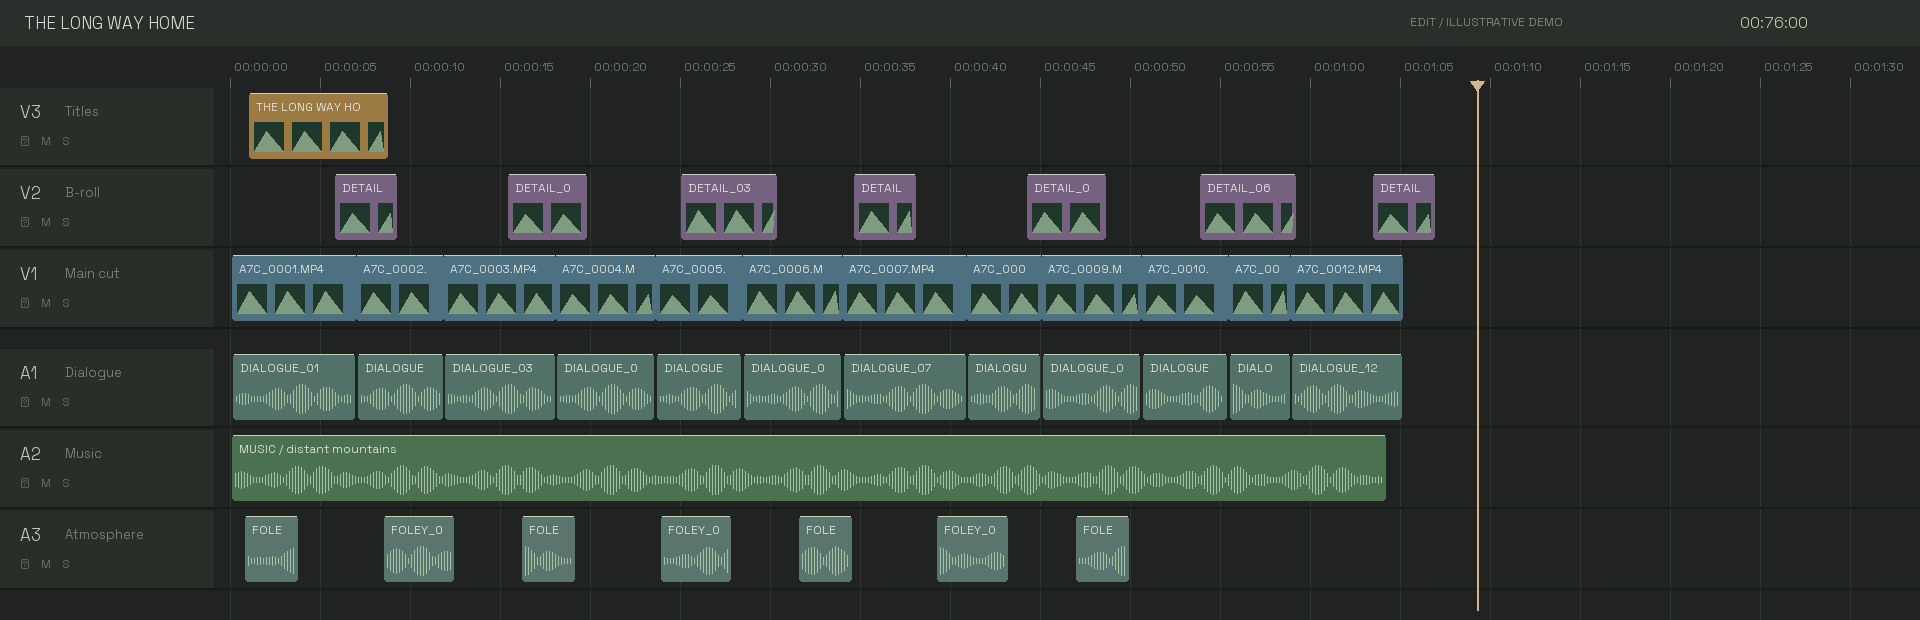 THE LONG WAY HOME
EDIT / ILLUSTRATIVE DEMO
00:76:00
00:00:00 00:00:05 00:00:10 00:00:15 00:00:20 00:00:25 00:00:30 00:00:35 00:00:40 00:00:45 00:00:50 00:00:55 00:01:00 00:01:05 00:01:10 00:01:15 00:01:20 00:01:25 00:01:30
V3 Titles
M S
THE LONG WAY HO
V2 B-roll
M S
DETAIL DETAIL_0 DETAIL_03 DETAIL DETAIL_0 DETAIL_06 DETAIL
V1 Main cut
M S
A7C_0001.MP4 A7C_0002. A7C_0003.MP4 A7C_0004.M A7C_0005. A7C_0006.M A7C_0007.MP4 A7C_000 A7C_0009.M A7C_0010. A7C_00 A7C_0012.MP4
A1 Dialogue
M S
DIALOGUE_01 DIALOGUE DIALOGUE_03 DIALOGUE_0 DIALOGUE DIALOGUE_0 DIALOGUE_07 DIALOGU DIALOGUE_0 DIALOGUE DIALO DIALOGUE_12
A2 Music
M S
MUSIC / distant mountains
A3 Atmosphere
M S
FOLE FOLEY_0 FOLE FOLEY_0 FOLE FOLEY_0 FOLE